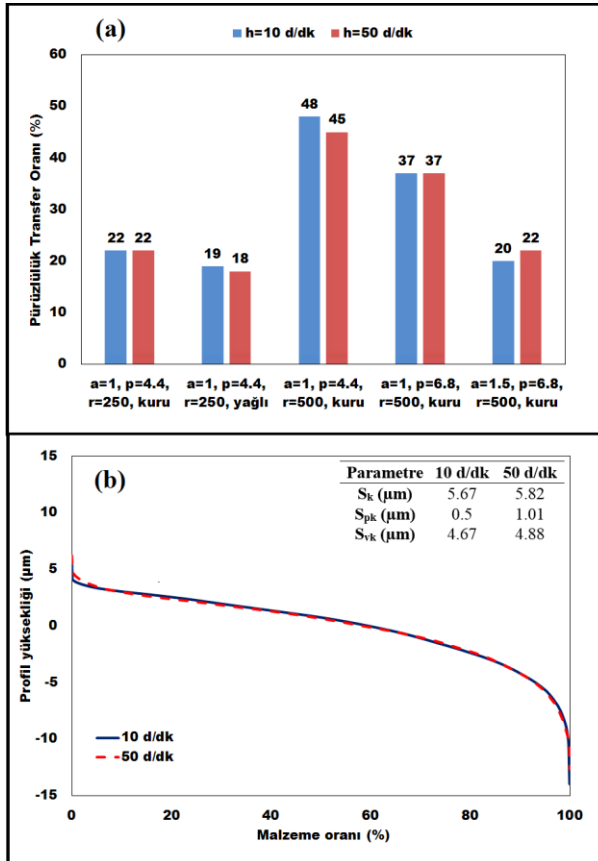 (a)
h=10 d/dk h=50 d/dk
Pürüzlülük Transfer Oranı (%)
60
50
40
30
20
10
0
22 22
19 18
48 45
37 37
20 22
a=1, p=4.4, r=250, kuru
a=1, p=4.4, r=250, yağlı
a=1, p=4.4, r=500, kuru
a=1, p=6.8, r=500, kuru
a=1.5, p=6.8, r=500, kuru
(b)
Parametre 10 d/dk 50 d/dk
Sk (µm) 5.67 5.82
Spk (µm) 0.5 1.01
Svk (µm) 4.67 4.88
Profil yüksekliği (µm)
15
10
5
0
-5
-10
-15
10 d/dk
50 d/dk
0 20 40 60 80 100
Malzeme oranı (%)